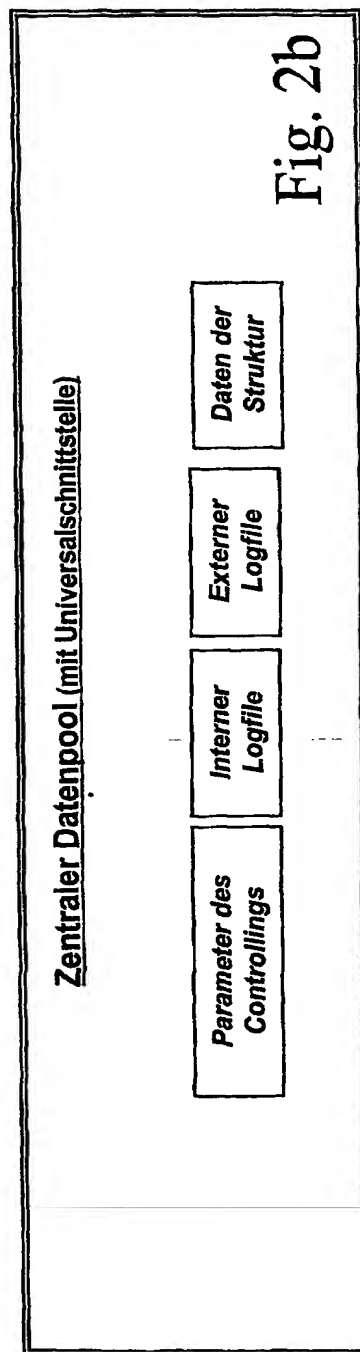 Zentraler Datenpool (mit Universalschnittstelle)
Parameter des
Controllings
Interner
Logfile
Externer
Logfile
Daten der
Struktur
Fig. 2b